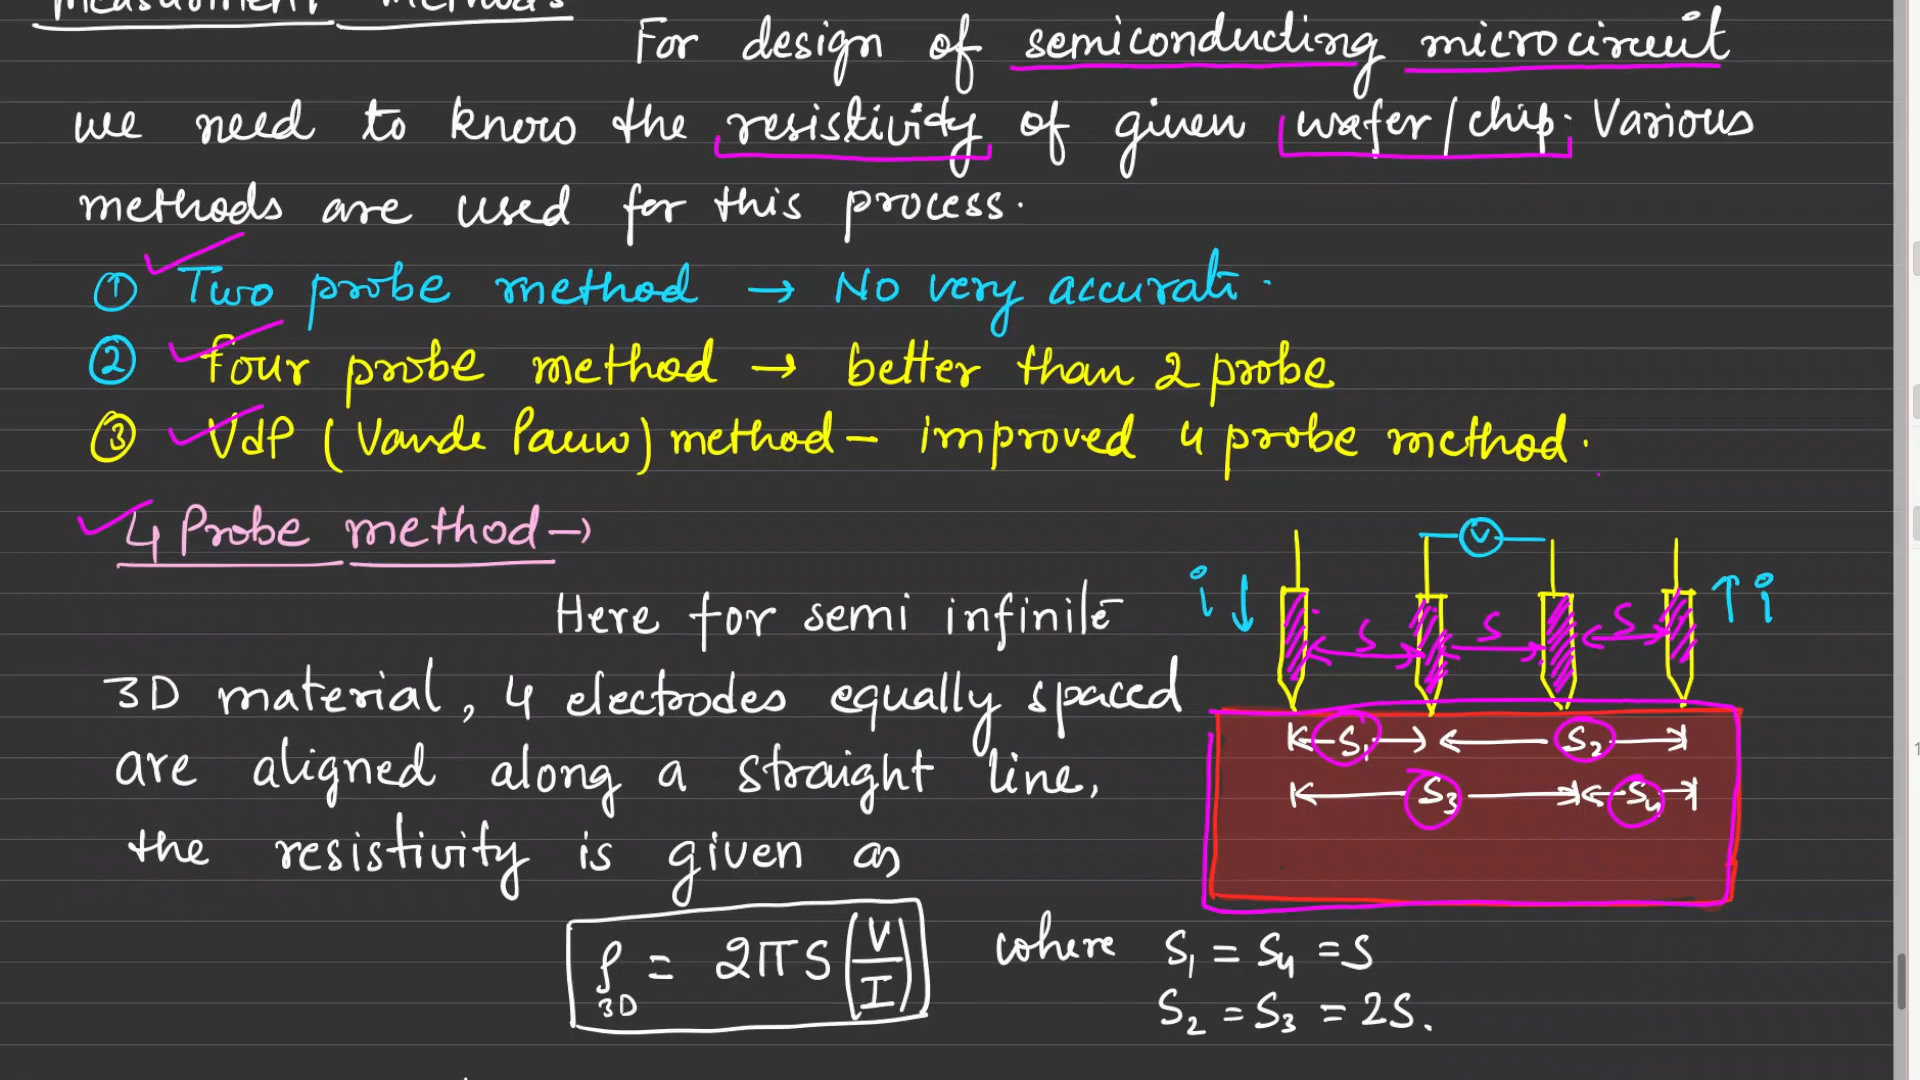 Measurement Methods
For design of semiconducting microcircuit
we need to know the resistivity of given wafer/chip. Various
methods are used for this process.
① Two probe method → No very accurate.
② Four probe method → better than 2 probe
③ VdP (Vande Pauw) method - improved 4 probe method.
4 Probe method →
Here for semi infinite
3D material, 4 electrodes equally spaced
are aligned along a straight line,
the resistivity is given as
ρ3D = 2πS (V/I) where S1 = S4 = S
S2 = S3 = 2S.
V
i ↓ S S S ↑ i
S1 S2
S3 S4